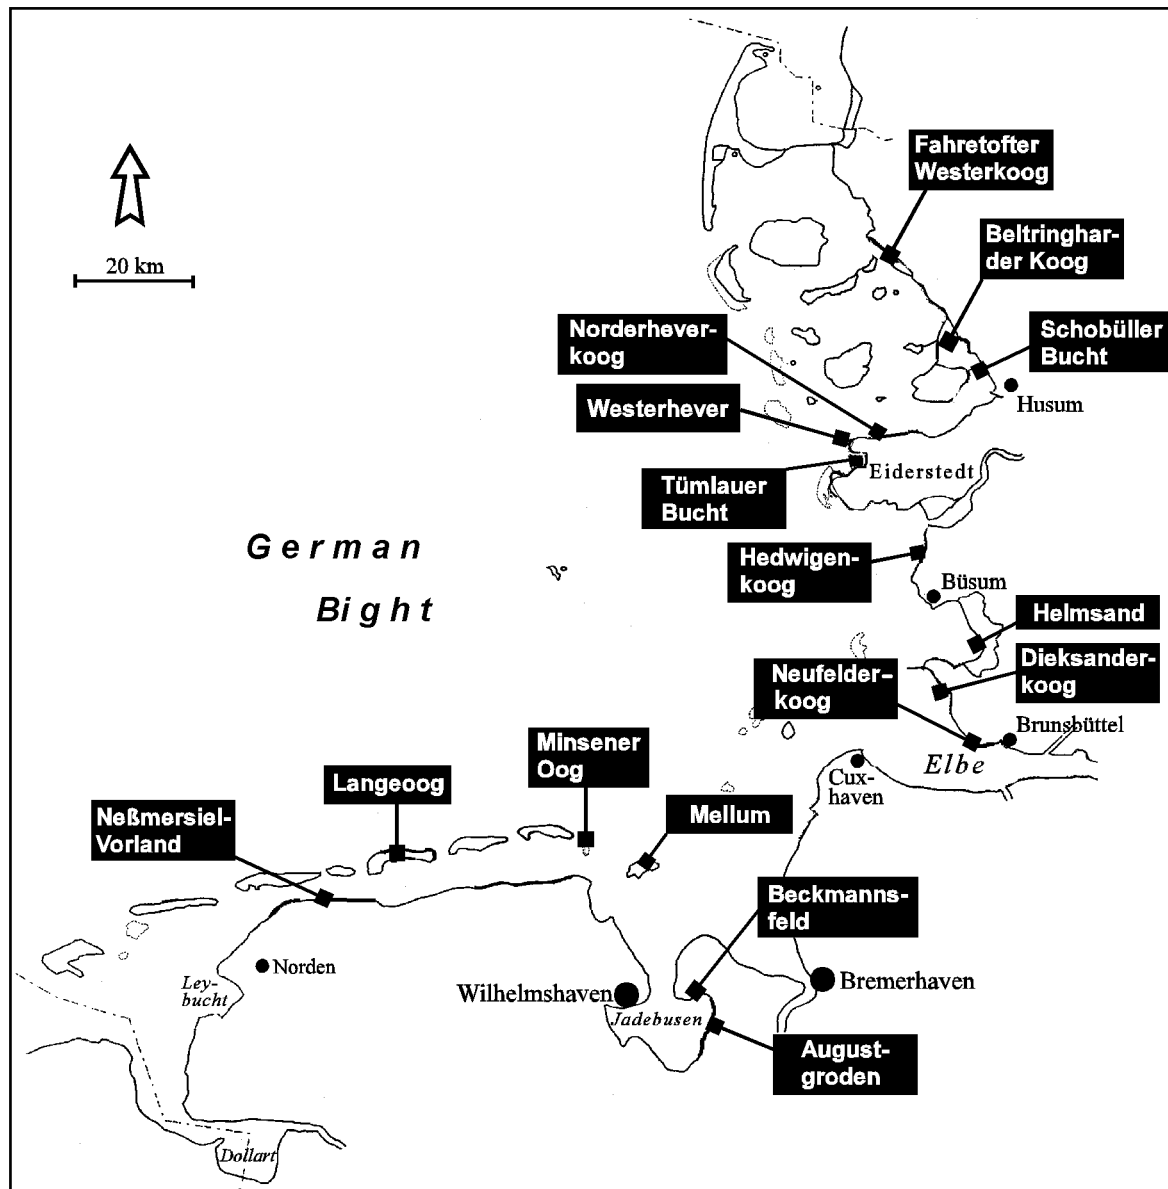 Fahretofter
Westerkoog
Beltringhar-
der Koog
20 km
Norderhever-
koog
Schobüller
Bucht
Westerhever
Husum
Eiderstedt
Tümlauer
Bucht
German
Bight
Hedwigen-
koog
Büsum
Helmsand
Dieksander-
koog
Neufelder-
koog
Brunsbüttel
Elbe
Minsener
Oog
Cux-
haven
Langeoog
Mellum
Neßmersiel-
Vorland
Beckmanns-
feld
Norden
Ley-
bucht
Wilhelmshaven
Bremerhaven
Jadebusen
August-
groden
Dollart